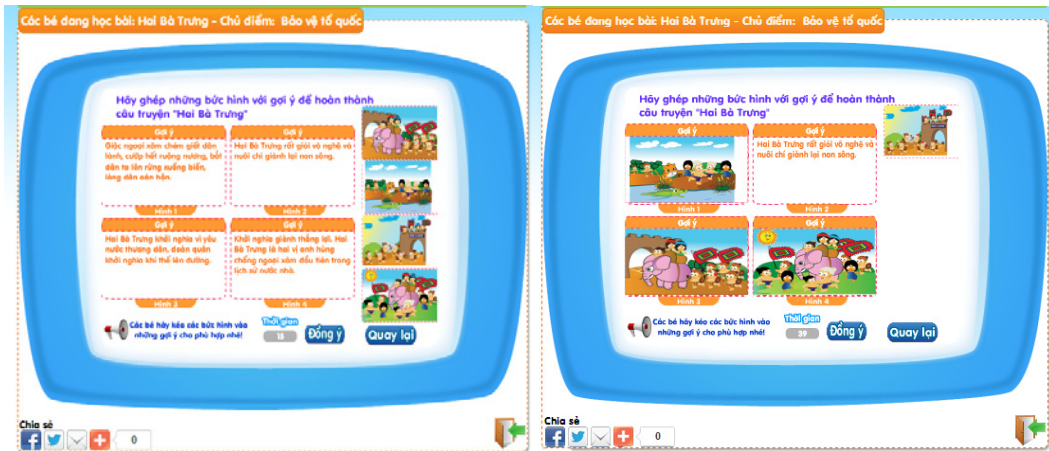 Các bé đang học bài: Hai Bà Trưng - Chủ điểm: Bảo vệ tổ quốc
Hãy ghép những bức hình với gợi ý để hoàn thành
câu truyện "Hai Bà Trưng"
Gợi ý
Giặc ngoại xâm chém giết dân
lành, cướp hết ruộng nương, bắt
dân ta lên rừng xuống biển,
lòng dân oán hận.
Hình 1
Gợi ý
Hai Bà Trưng rất giỏi võ nghệ và
nuôi chí giành lại non sông.
Hình 2
Gợi ý
Hai Bà Trưng khởi nghĩa vì yêu
nước thương dân, đoàn quân
khởi nghĩa khí thế lên đường.
Hình 3
Gợi ý
Khởi nghĩa giành thắng lợi. Hai
Bà Trưng là hai vị anh hùng
chống ngoại xâm đầu tiên trong
lịch sử nước nhà.
Hình 4
Các bé hãy kéo các bức hình vào
những gợi ý cho phù hợp nhé!
Thời gian
15
Đồng ý
Quay lại
Chia sẻ
0
Các bé đang học bài: Hai Bà Trưng - Chủ điểm: Bảo vệ tổ quốc
Hãy ghép những bức hình với gợi ý để hoàn thành
câu truyện "Hai Bà Trưng"
Gợi ý
Hình 1
Gợi ý
Hai Bà Trưng rất giỏi võ nghệ và
nuôi chí giành lại non sông.
Hình 2
Gợi ý
Hình 3
Gợi ý
Hình 4
Các bé hãy kéo các bức hình vào
những gợi ý cho phù hợp nhé!
Thời gian
39
Đồng ý
Quay lại
Chia sẻ
0